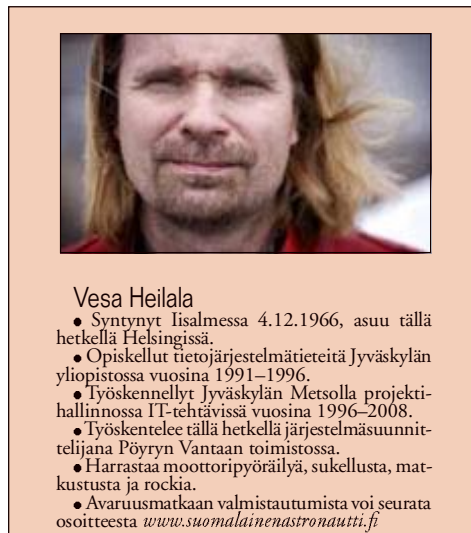 Vesa Heilala
• Syntynyt Iisalmessa 4.12.1966, asuu tällä
hetkellä Helsingissä.
• Opiskellut tietojärjestelmätieteitä Jyväskylän
yliopistossa vuosina 1991–1996.
• Työskennellyt Jyväskylän Metsolla projekti-
hallinnossa IT-tehtävissä vuosina 1996–2008.
• Työskentelee tällä hetkellä järjestelmäsuunnit-
telijana Pöyryn Vantaan toimistossa.
• Harrastaa moottoripyöräilyä, sukellusta, mat-
kustusta ja rockia.
• Avaruusmatkaan valmistautumista voi seurata
osoitteesta www.suomalainenastronautti.fi